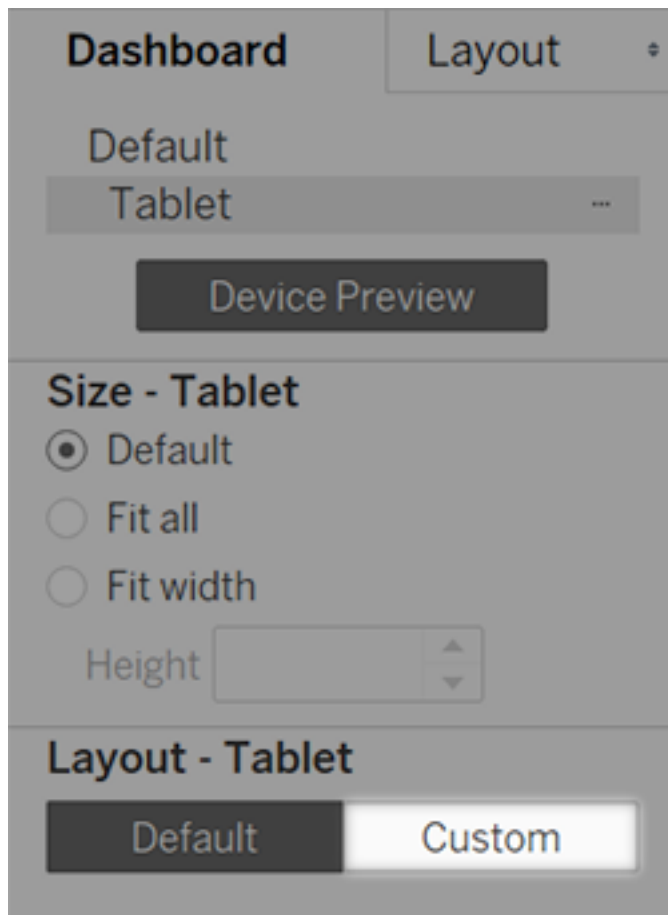 Dashboard Layout
Default
Tablet ...
Device Preview
Size - Tablet
Default
Fit all
Fit width
Height
Layout - Tablet
Default Custom